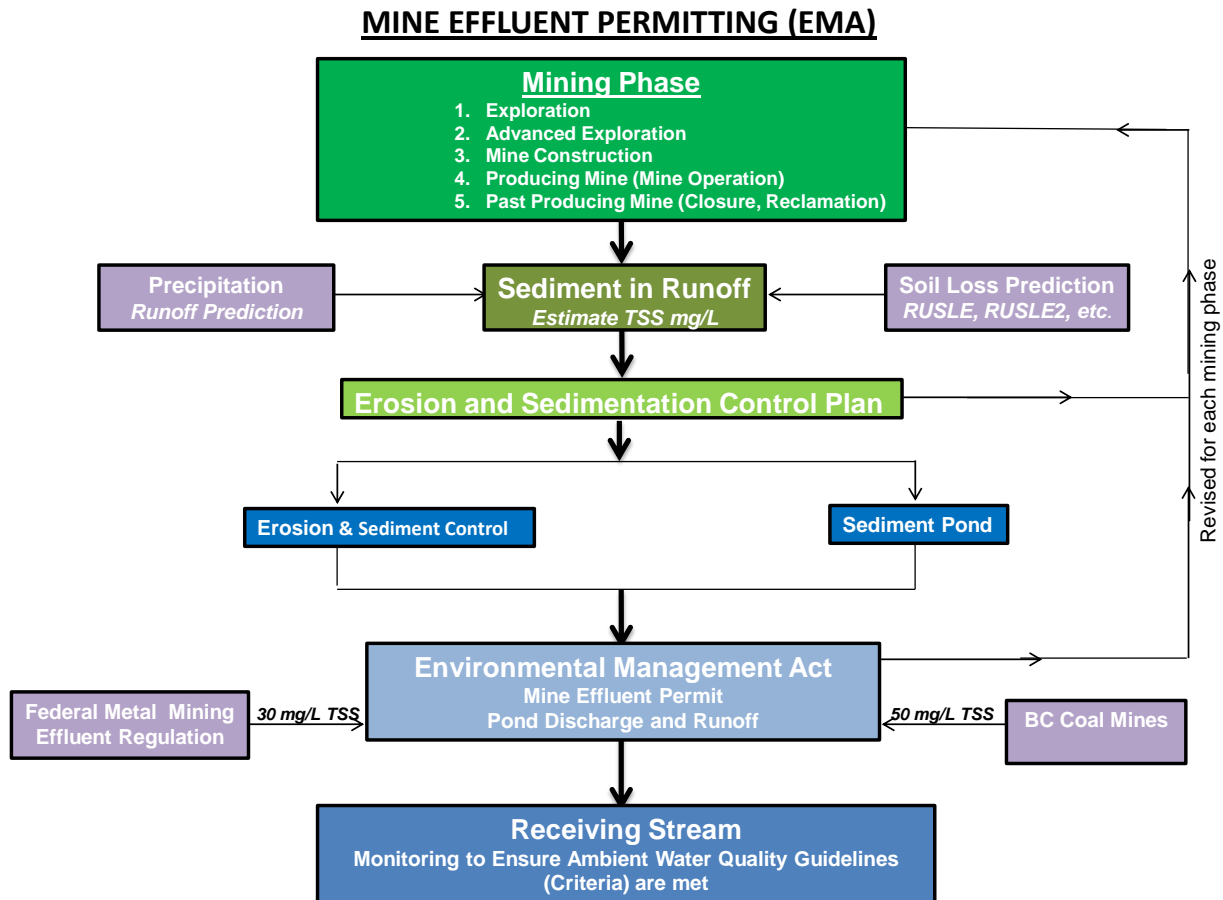 MINE EFFLUENT PERMITTING (EMA)
Mining Phase
1. Exploration
2. Advanced Exploration
3. Mine Construction
4. Producing Mine (Mine Operation)
5. Past Producing Mine (Closure, Reclamation)
Precipitation
Runoff Prediction
Sediment in Runoff
Estimate TSS mg/L
Soil Loss Prediction
RUSLE, RUSLE2, etc.
Revised for each mining phase
Erosion and Sedimentation Control Plan
Erosion & Sediment Control
Sediment Pond
Environmental Management Act
Mine Effluent Permit
Pond Discharge and Runoff
Federal Metal Mining
Effluent Regulation
30 mg/L TSS
50 mg/L TSS
BC Coal Mines
Receiving Stream
Monitoring to Ensure Ambient Water Quality Guidelines
(Criteria) are met